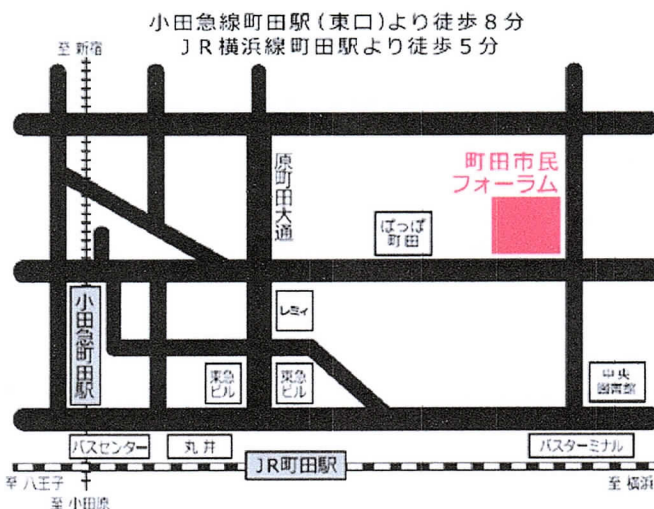 小田急線町田駅(東口)より徒歩8分
JR横浜線町田駅より徒歩5分
至 新宿
原町田大通
町田市民
フォーラム
ぽっぽ
町田
小田急町田駅
レミィ
東急
ビル
東急
ビル
中央
図書館
バスセンター
丸井
バスターミナル
JR町田駅
至 八王子
至 横浜
至 小田原